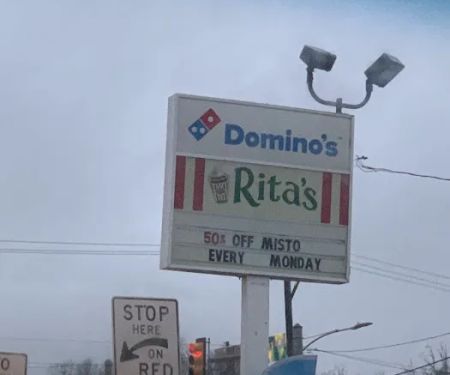 Domino's
Rita's
50¢ OFF MISTO
EVERY MONDAY
STOP
HERE
ON
RED